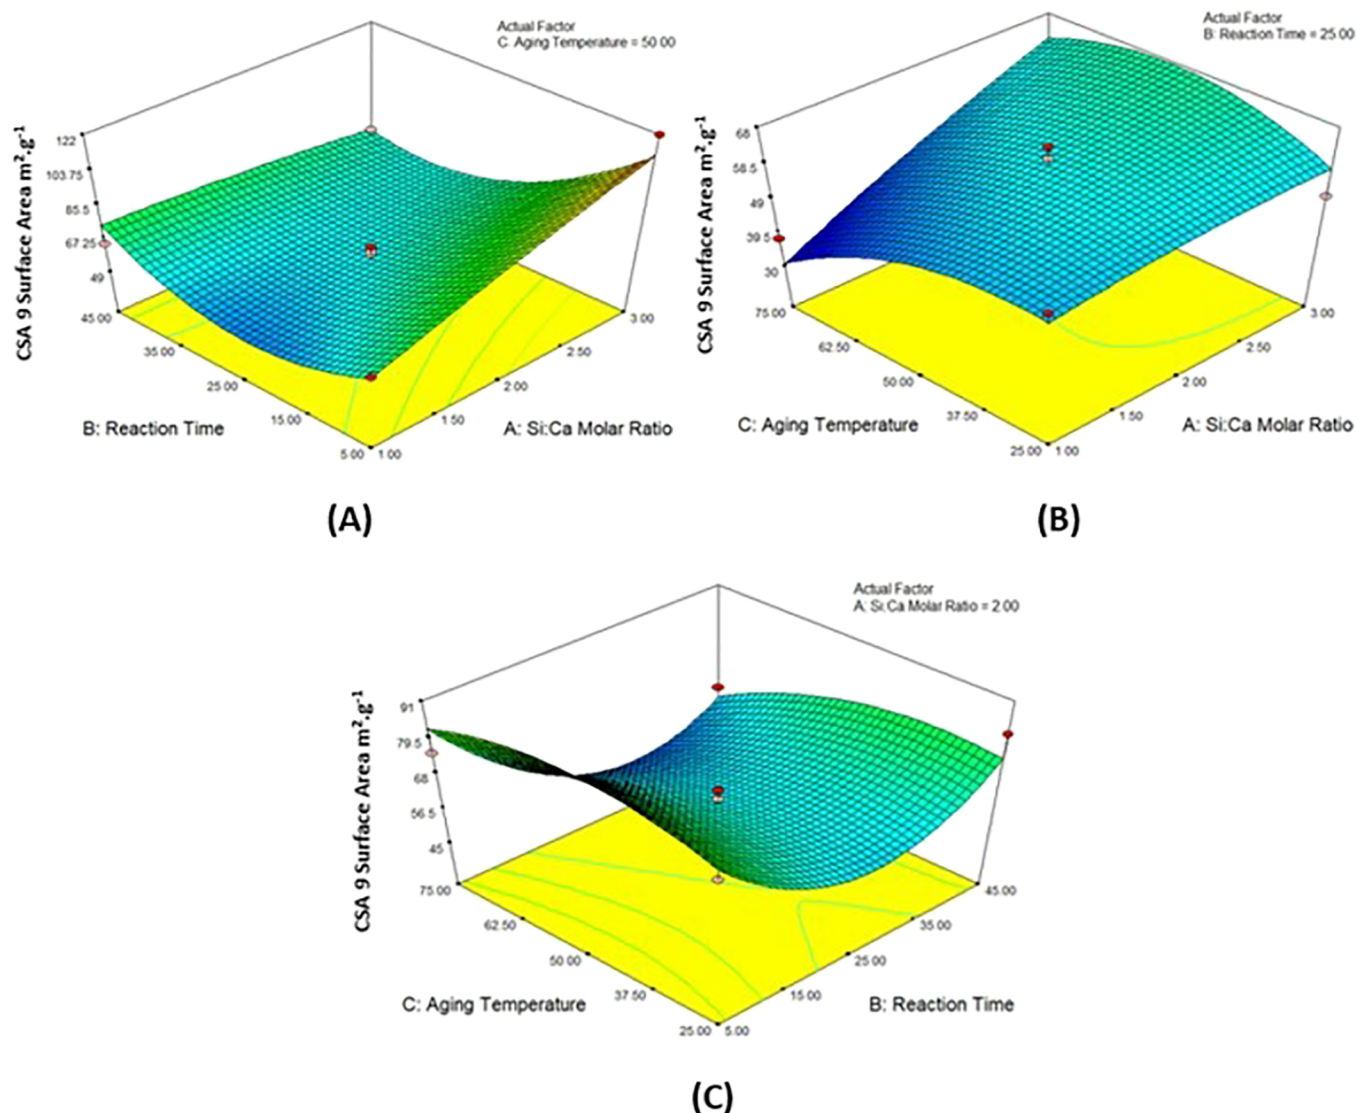 Actual Factor
C: Aging Temperature = 50.00
CSA 9 Surface Area m².g⁻¹
122
103.75
85.5
67.25
49
45.00
35.00
25.00
15.00
5.00
1.00
1.50
2.00
2.50
3.00
B: Reaction Time
A: Si:Ca Molar Ratio
(A)
Actual Factor
B: Reaction Time = 25.00
CSA 9 Surface Area m².g⁻¹
68
58.5
49
39.5
30
75.00
62.50
50.00
37.50
25.00
1.00
1.50
2.00
2.50
3.00
C: Aging Temperature
A: Si:Ca Molar Ratio
(B)
Actual Factor
A: Si:Ca Molar Ratio = 2.00
CSA 9 Surface Area m².g⁻¹
91
79.5
68
56.5
45
75.00
62.50
50.00
37.50
25.00
5.00
15.00
25.00
35.00
45.00
C: Aging Temperature
B: Reaction Time
(C)